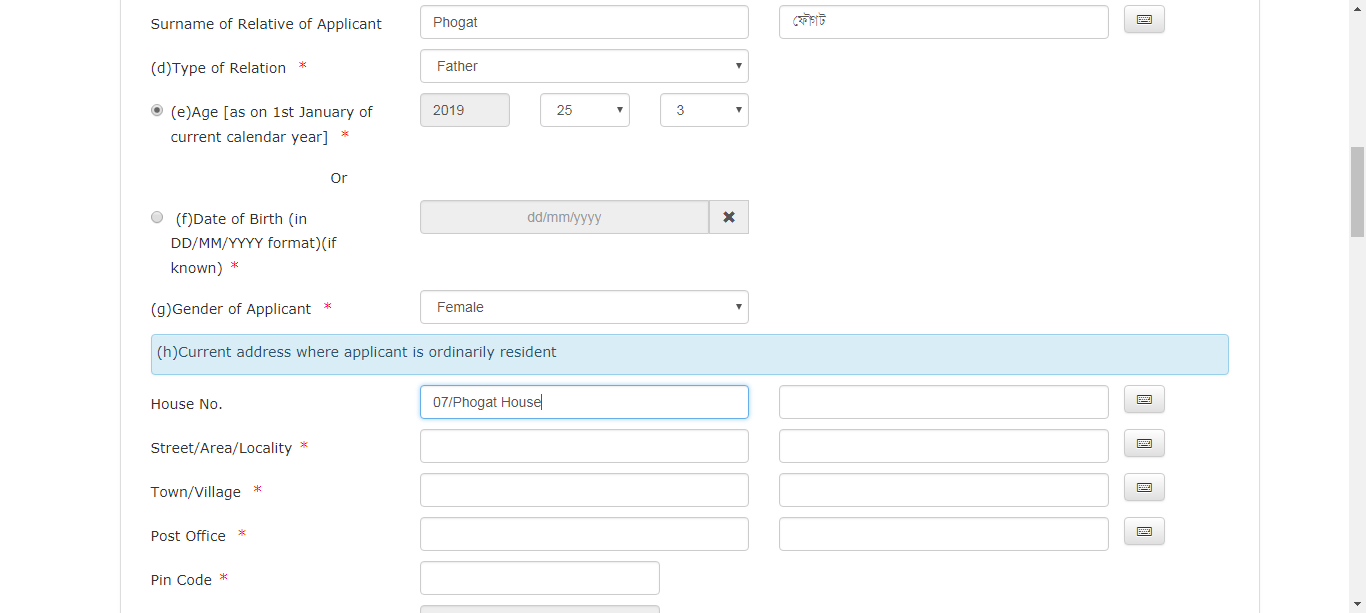 Surname of Relative of Applicant Phogat ফৌগট
(d)Type of Relation * Father
(e)Age [as on 1st January of 2019 25 3
current calendar year] *
Or
(f)Date of Birth (in dd/mm/yyyy
DD/MM/YYYY format)(if
known) *
(g)Gender of Applicant * Female
(h)Current address where applicant is ordinarily resident
House No. 07/Phogat House
Street/Area/Locality *
Town/Village *
Post Office *
Pin Code *